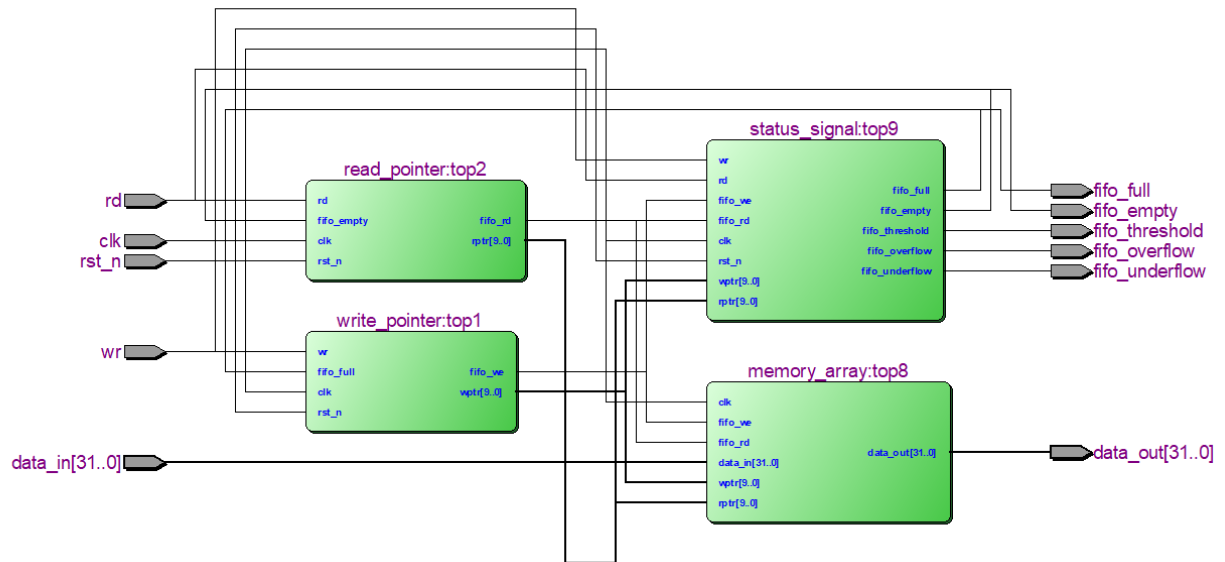 rd
clk
rst_n
wr
data_in[31..0]
read_pointer:top2
rd
fifo_empty
clk
rst_n
fifo_rd
rptr[9..0]
write_pointer:top1
wr
fifo_full
clk
rst_n
fifo_we
wptr[9..0]
status_signal:top9
wr
rd
fifo_we
fifo_rd
clk
rst_n
wptr[9..0]
rptr[9..0]
fifo_full
fifo_empty
fifo_threshold
fifo_overflow
fifo_underflow
memory_array:top8
clk
fifo_we
fifo_rd
data_in[31..0]
wptr[9..0]
rptr[9..0]
data_out[31..0]
fifo_full
fifo_empty
fifo_threshold
fifo_overflow
fifo_underflow
data_out[31..0]